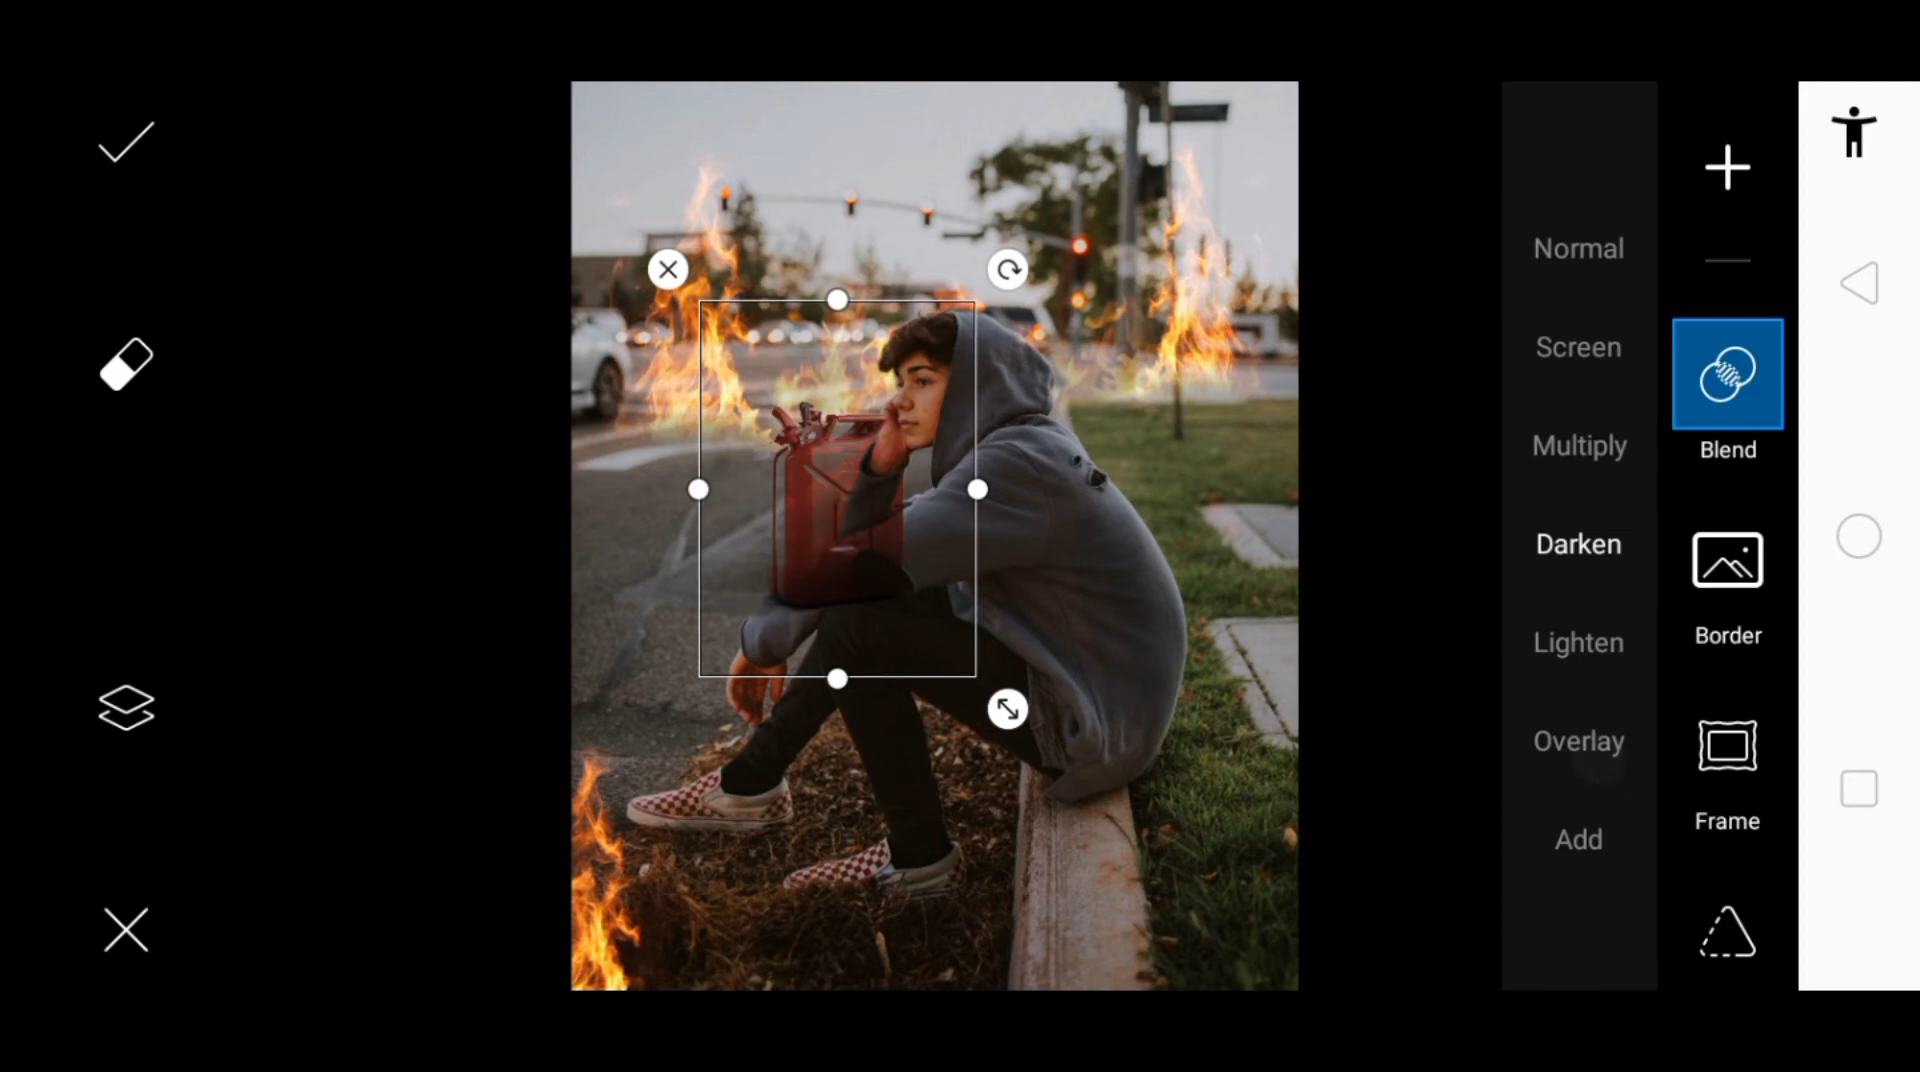 Normal
Screen
Multiply
Darken
Lighten
Overlay
Add
Blend
Border
Frame